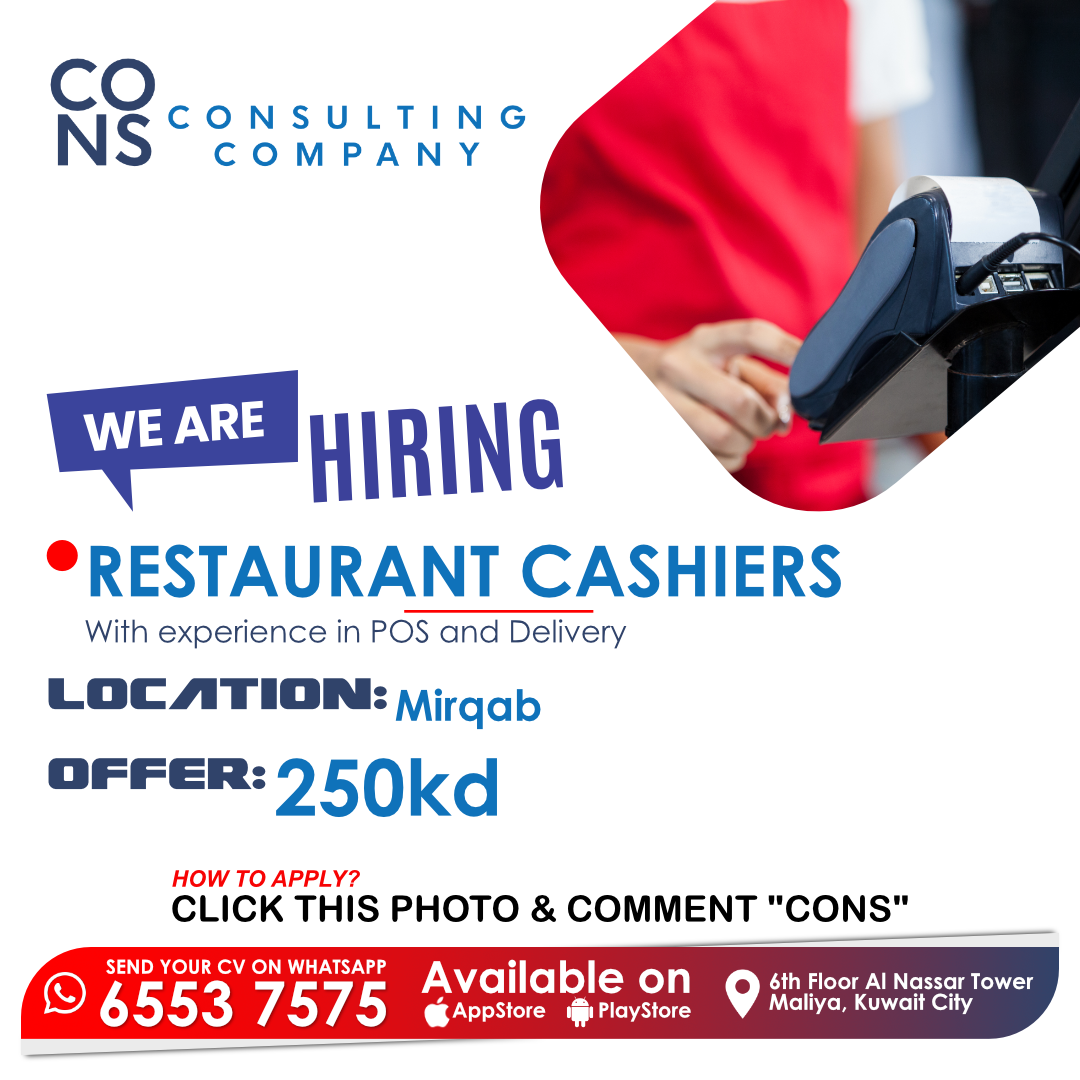 CO
NS
CONSULTING
COMPANY
WE ARE
HIRING
RESTAURANT CASHIERS
With experience in POS and Delivery
LOCATION: Mirqab
OFFER: 250kd
HOW TO APPLY?
CLICK THIS PHOTO & COMMENT "CONS"
SEND YOUR CV ON WHATSAPP
6553 7575
Available on
AppStore PlayStore
6th Floor Al Nassar Tower
Maliya, Kuwait City